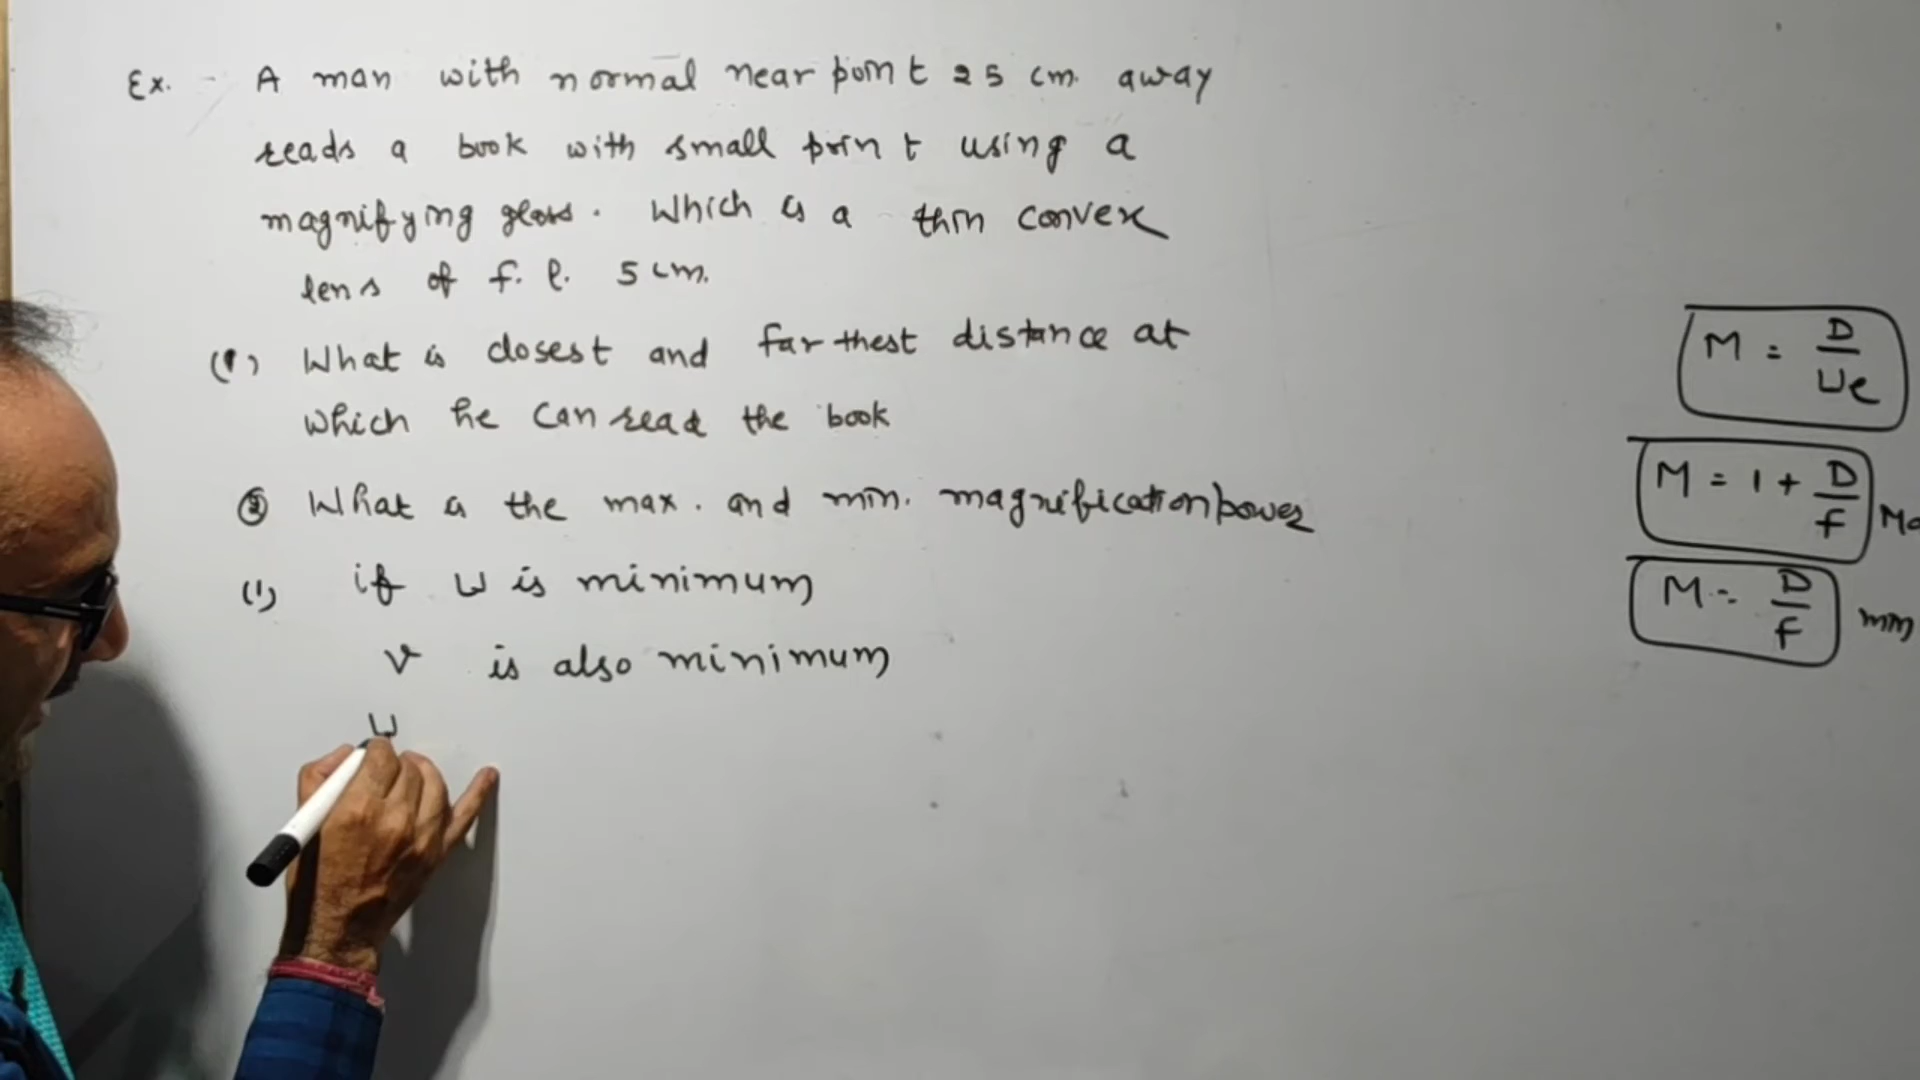 Ex. - A man with normal near point 25 cm. away
reads a book with small print using a
magnifying glass. Which is a thin convex
lens of f. l. 5 cm.
(1) What is closest and farthest distance at
which he can read the book
② What is the max. and min. magnification/power
(1) if u is minimum
v is also minimum
u
M = D/Ue
M = 1 + D/f
M = D/f min